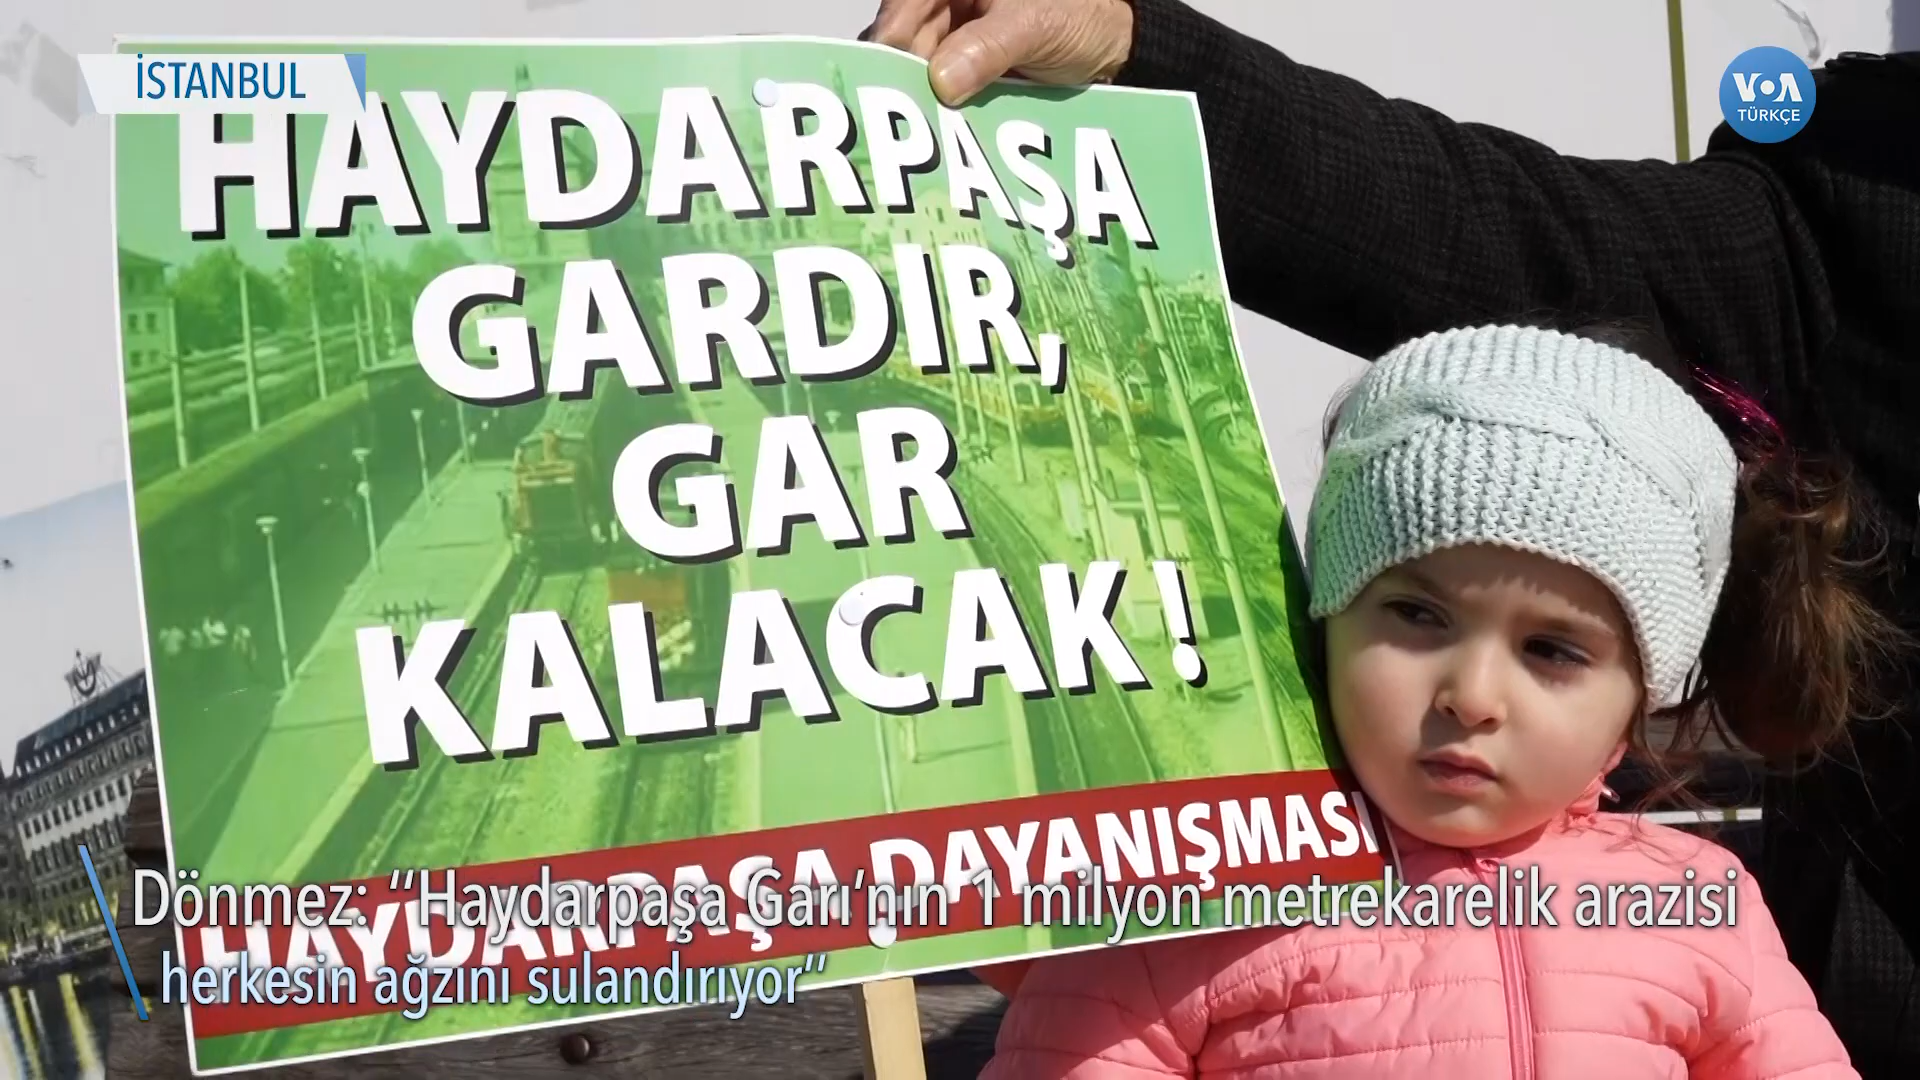 İSTANBUL
VOA
TÜRKÇE
HAYDARPAŞA
GARDIR,
GAR
KALACAK!
HAYDARPAŞA DAYANIŞMASI
Dönmez: “Haydarpaşa Garı’nın 1 milyon metrekarelik arazisi
herkesin ağzını sulandırıyor”